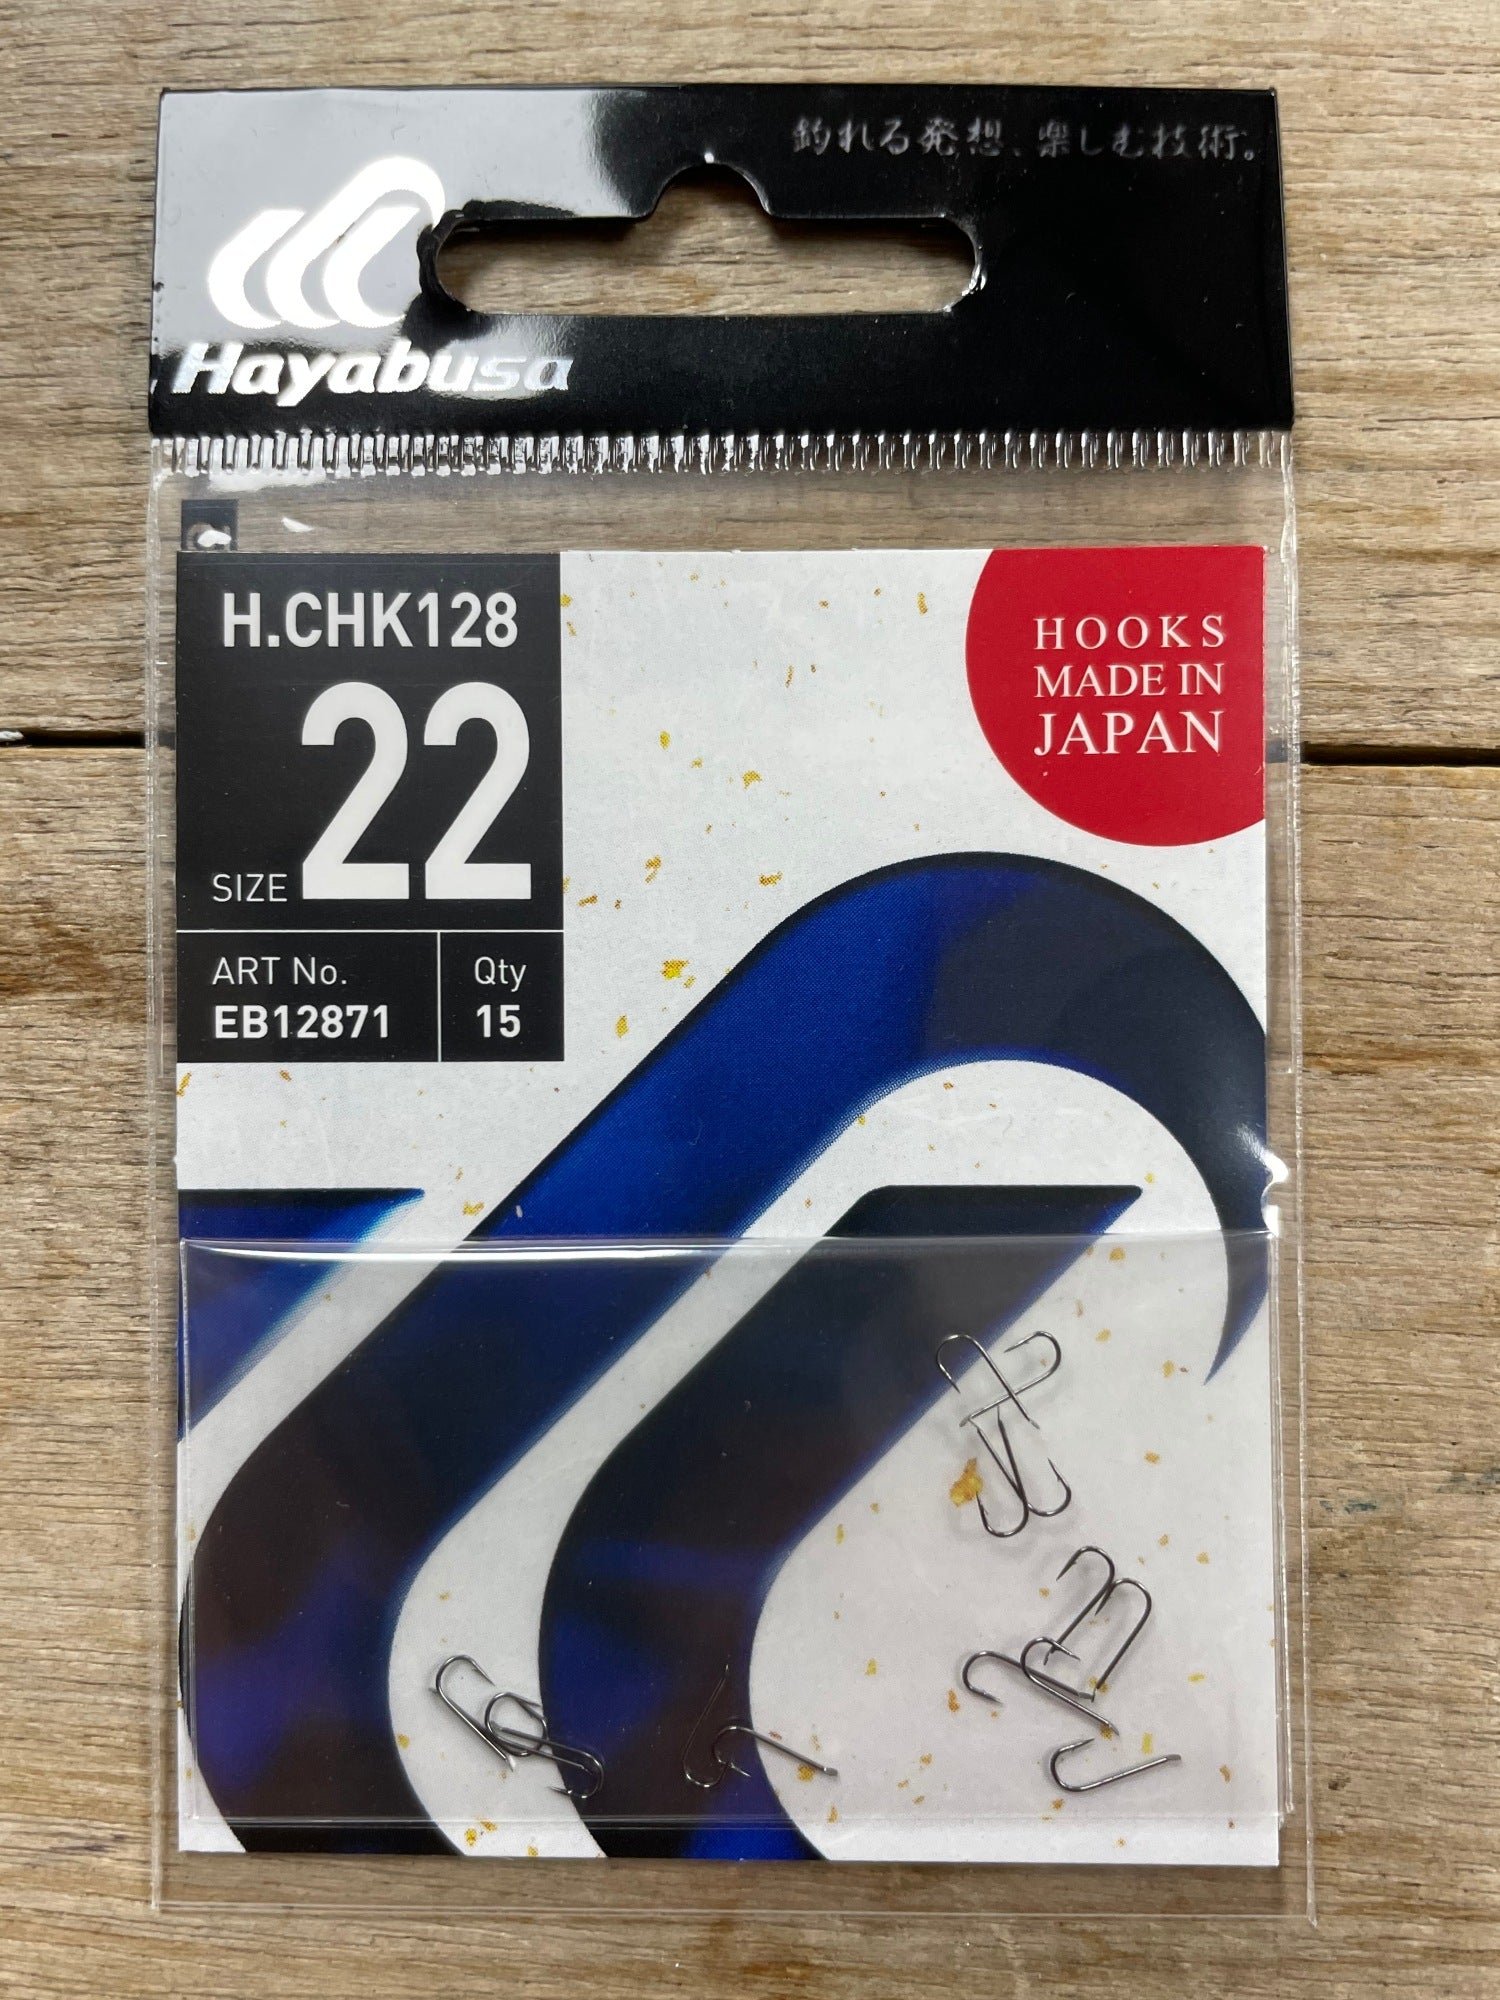 釣れる発想、楽しむ技術。
Hayabusa
H.CHK128
SIZE 22
ART No.
EB12871
Qty
15
HOOKS
MADE IN
JAPAN